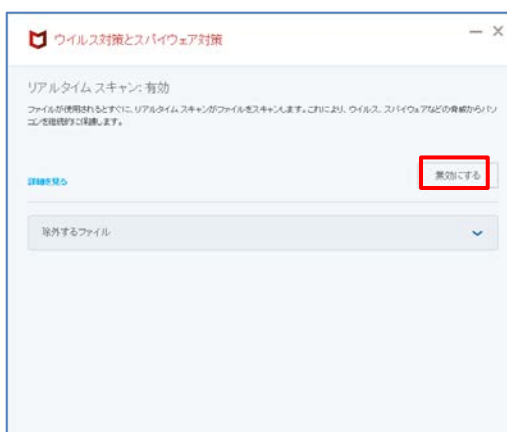 ウイルス対策とスパイウェア対策
リアルタイム スキャン: 有効
ファイルが使用されるとすぐに、リアルタイム スキャンがファイルをスキャンします。これにより、ウイルス、スパイウェアなどの脅威からパソ
コンを継続的に保護します。
詳細を見る
無効にする
除外するファイル